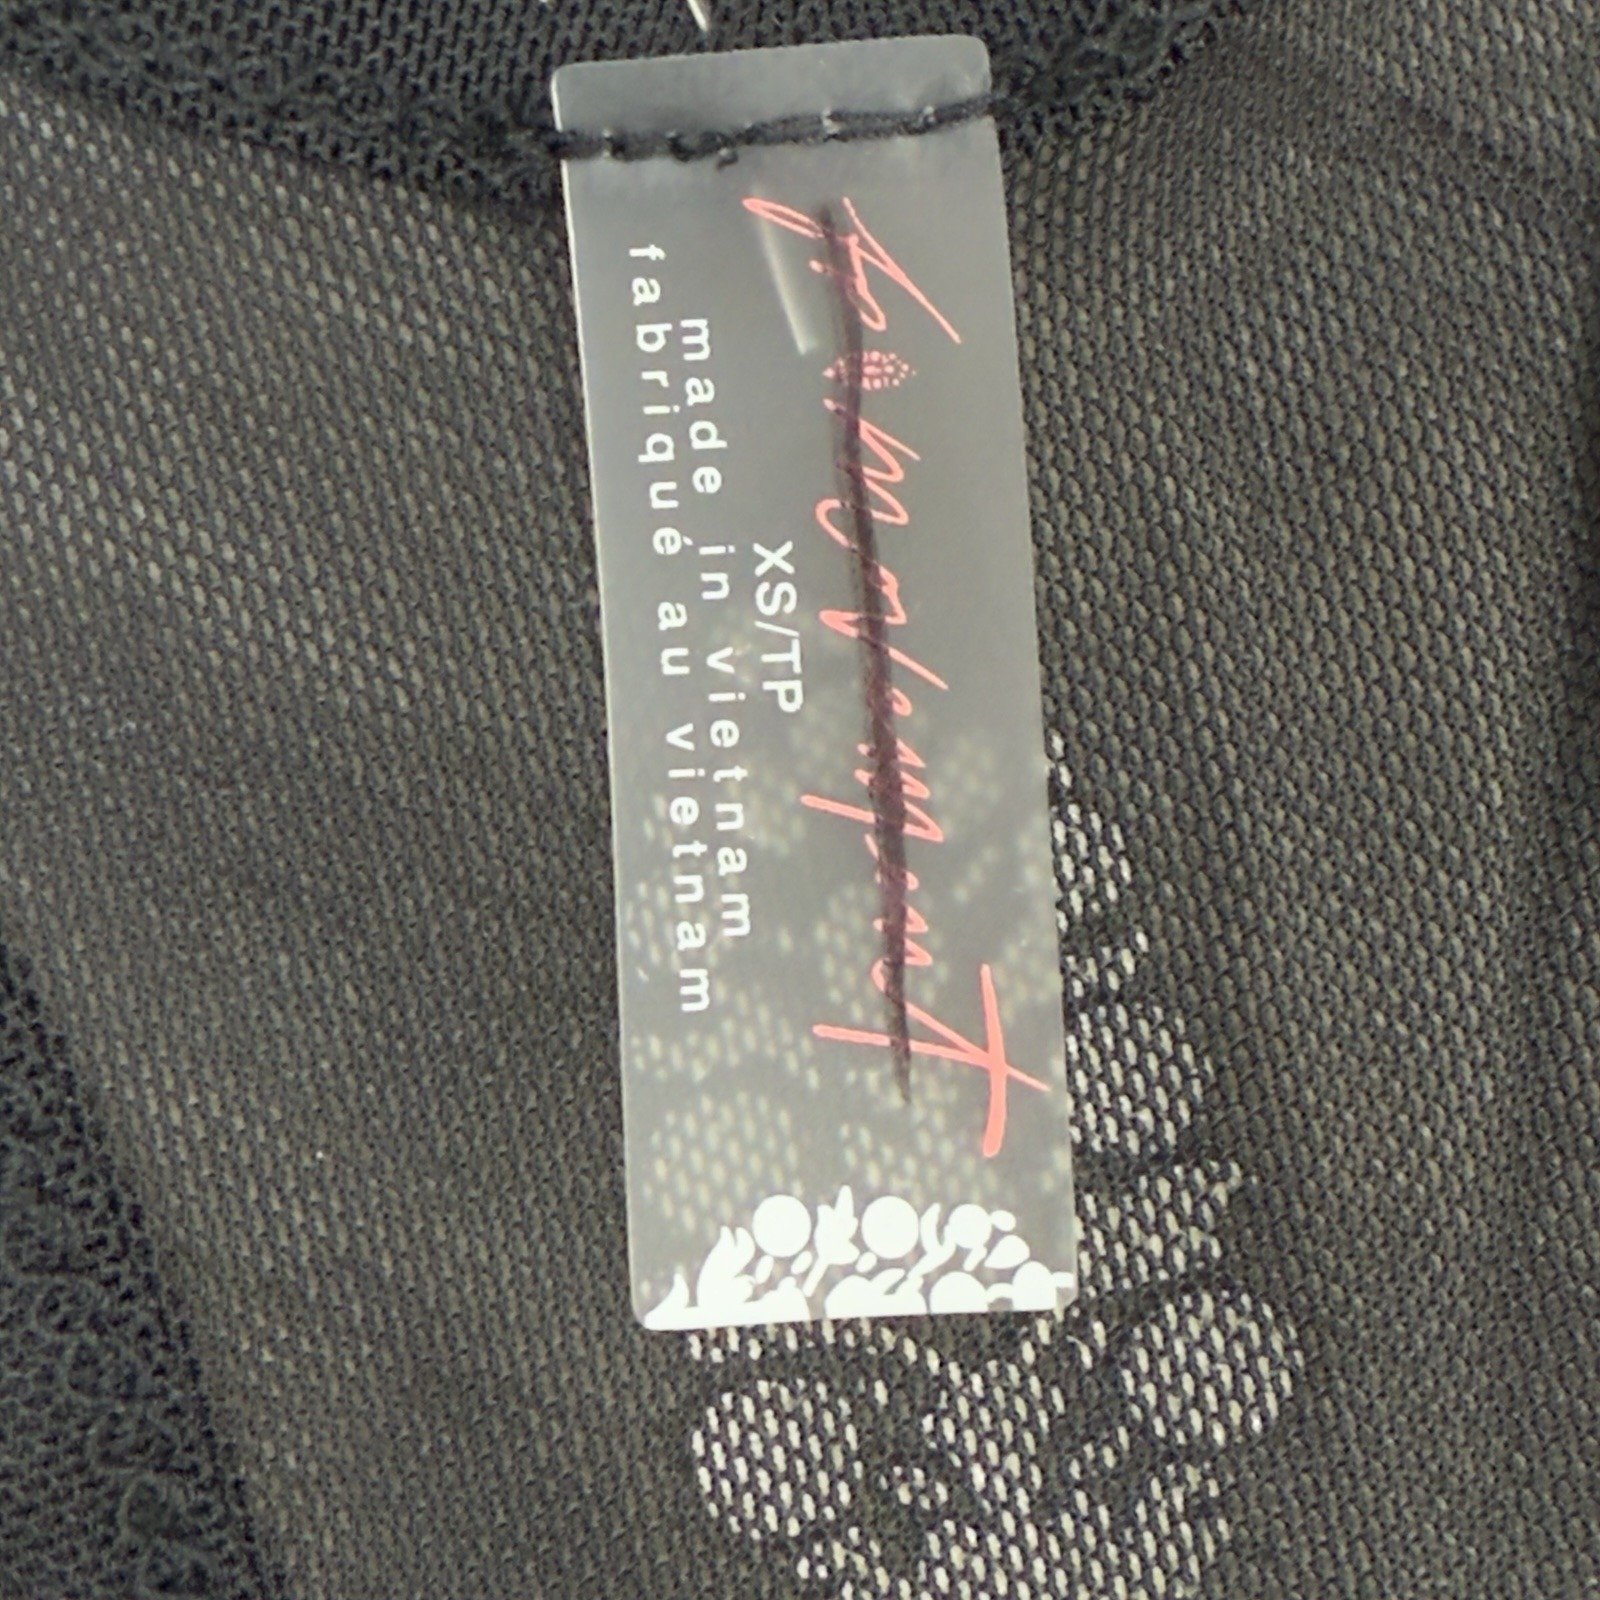 XS/TP
made in vietnam
fabriqué au vietnam